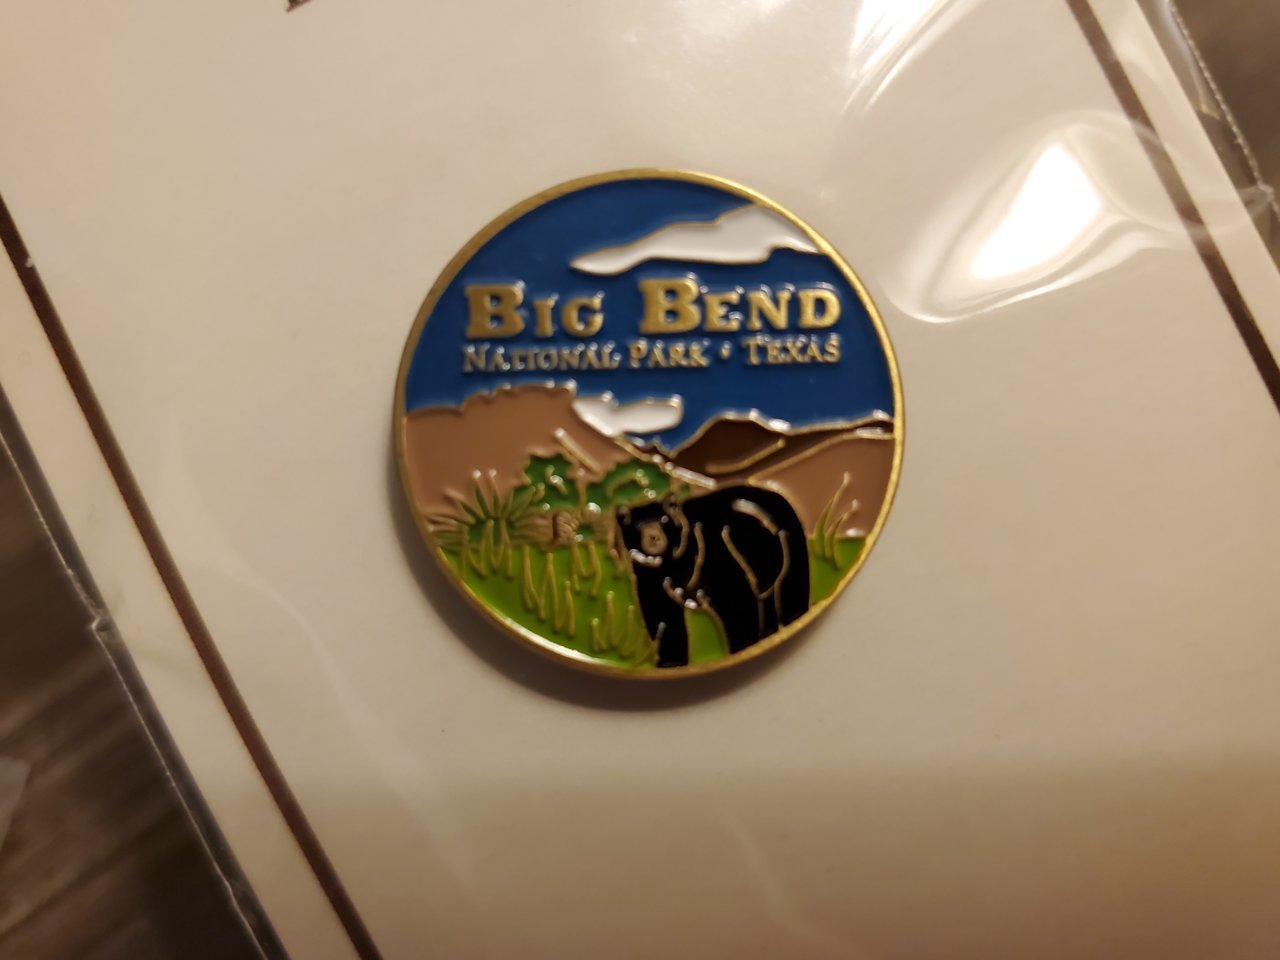 BIG BEND
NATIONAL PARK • TEXAS